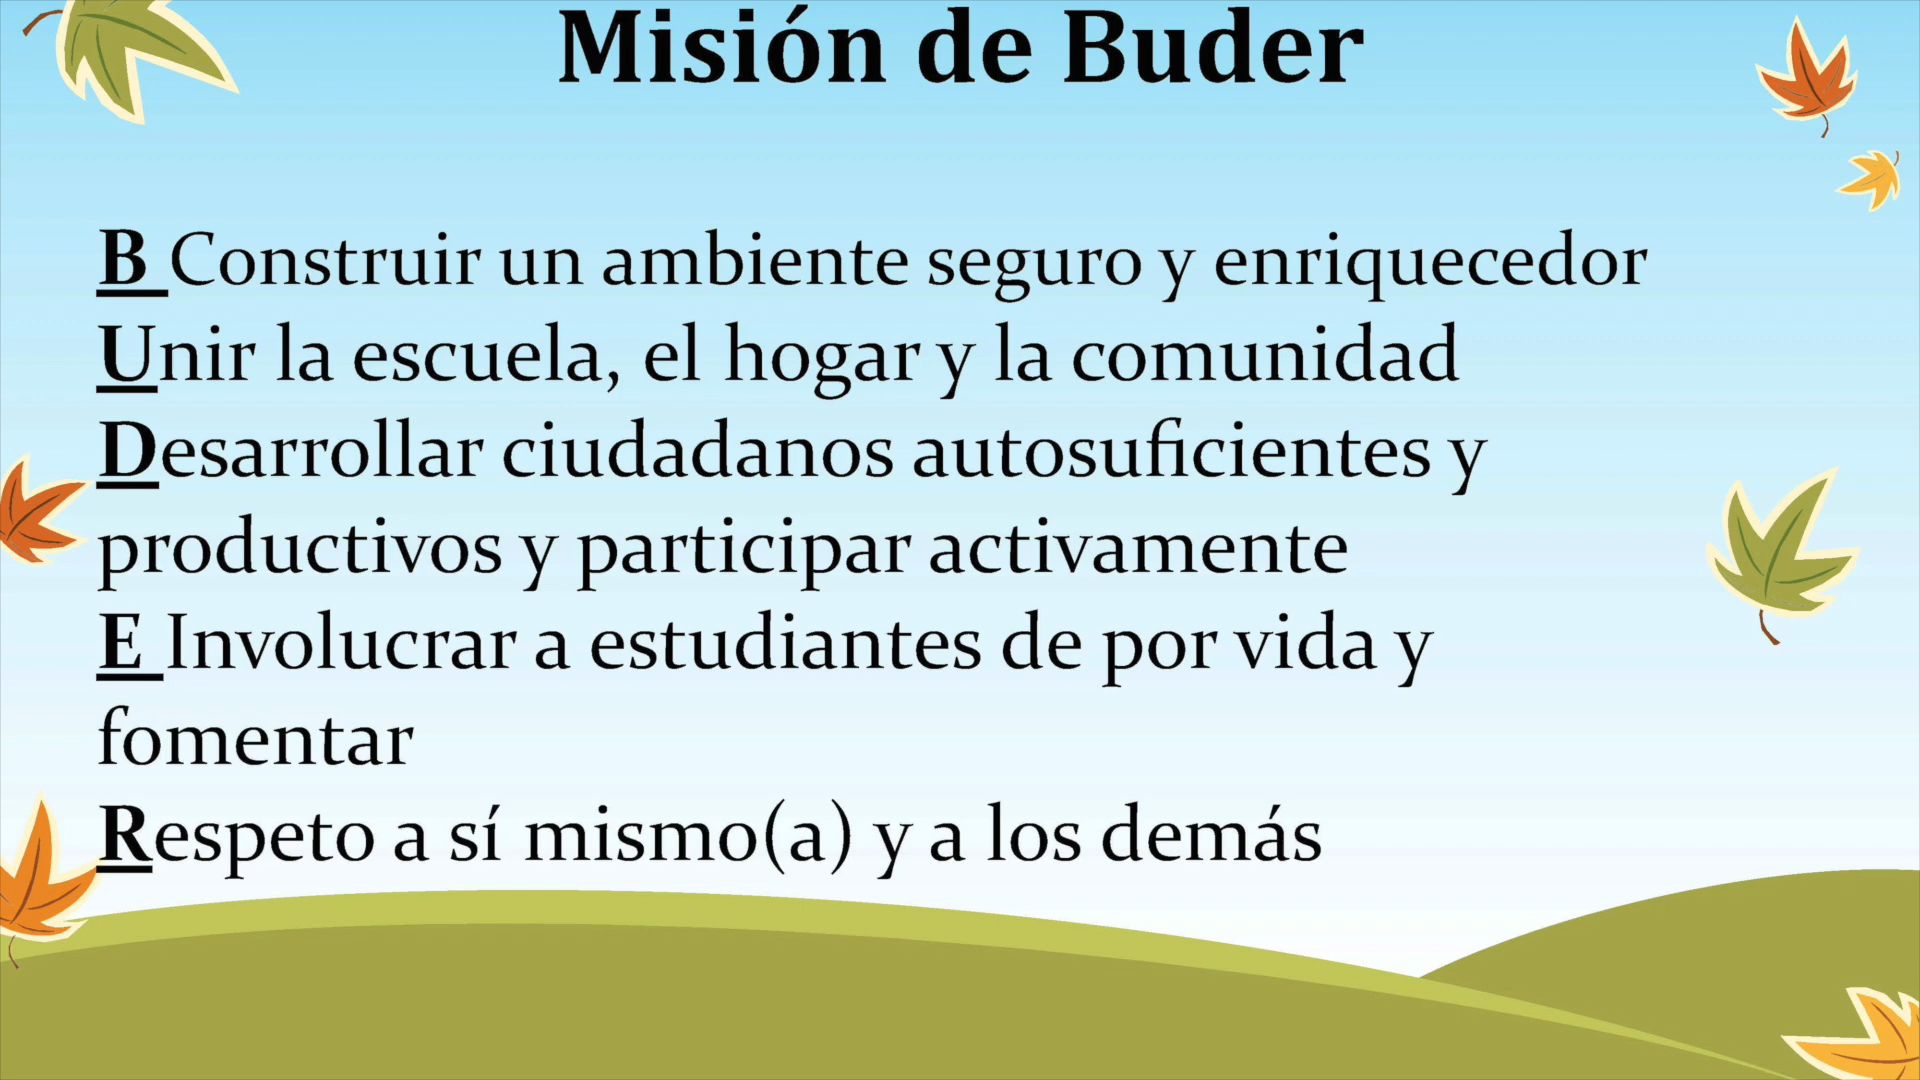 Misión de Buder
B Construir un ambiente seguro y enriquecedor
Unir la escuela, el hogar y la comunidad
Desarrollar ciudadanos autosuficientes y
productivos y participar activamente
E Involucrar a estudiantes de por vida y
fomentar
Respeto a sí mismo(a) y a los demás